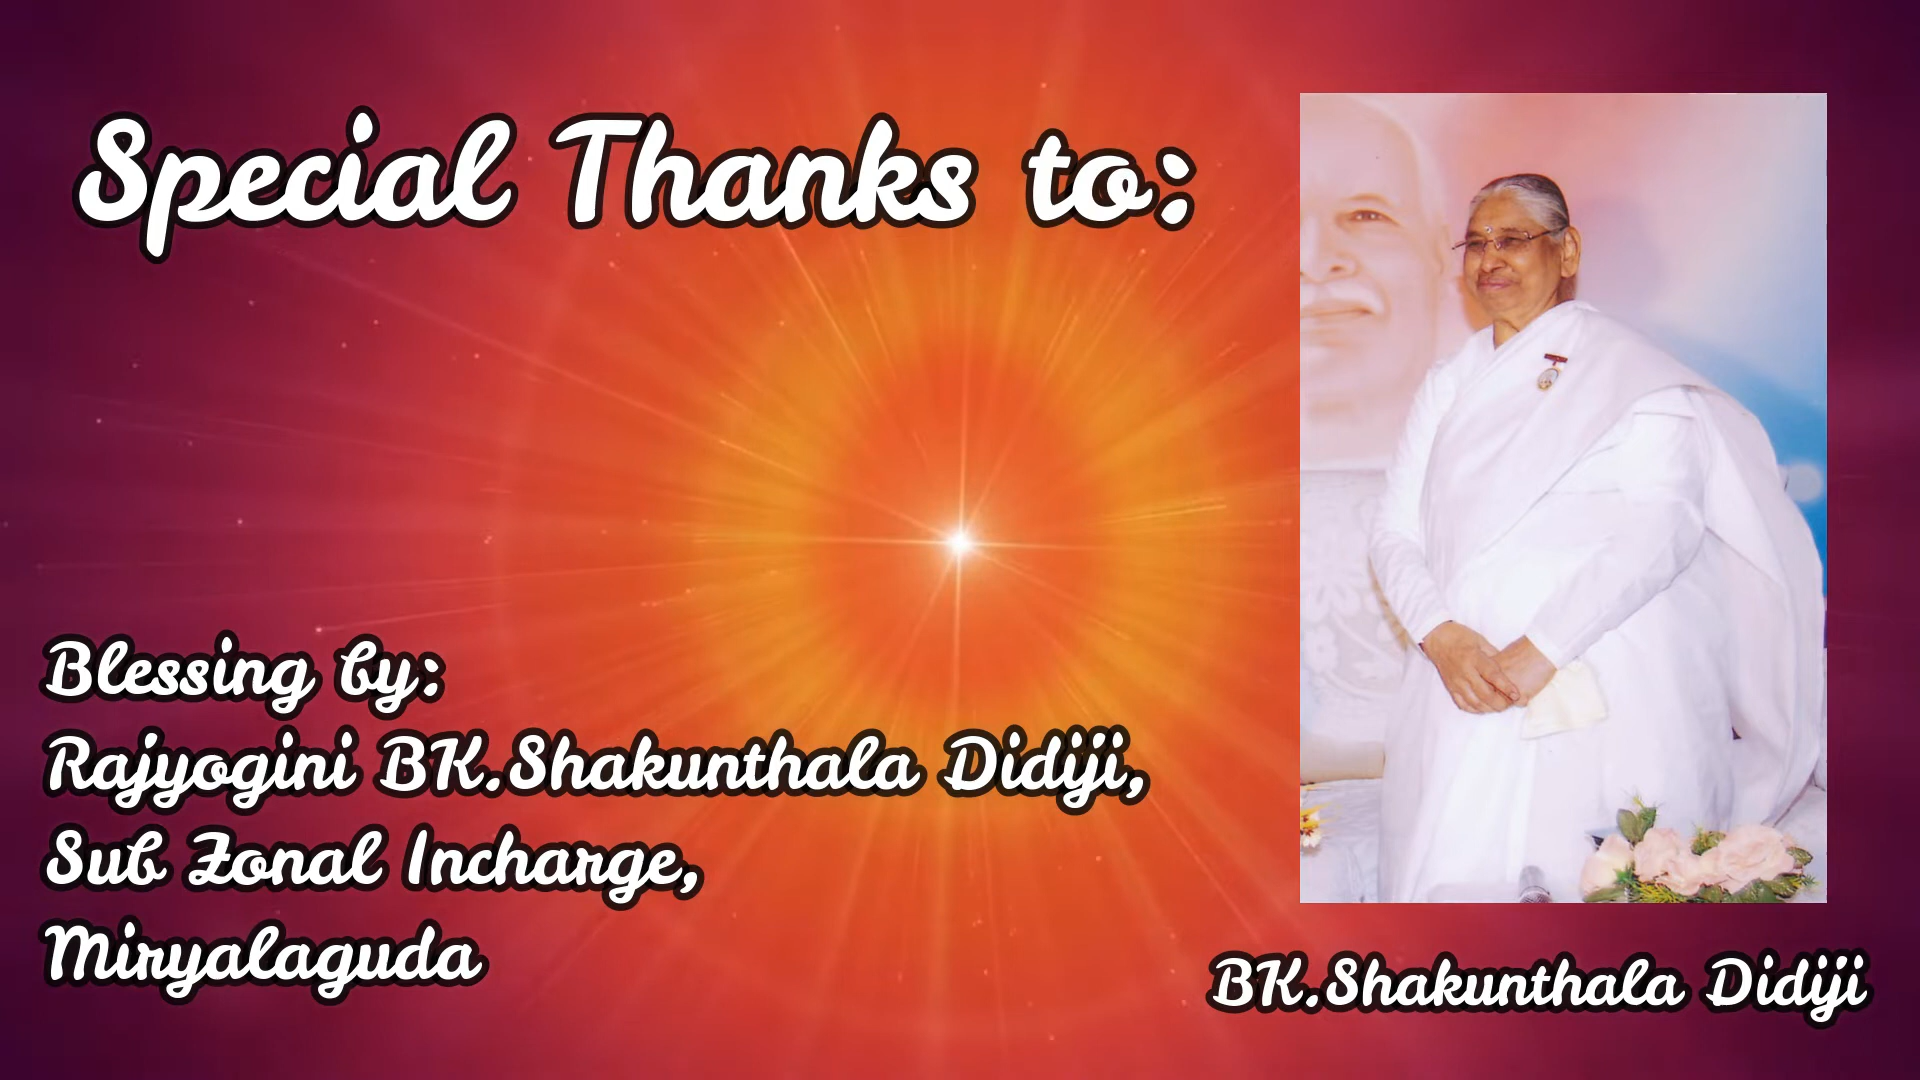 Special Thanks to:
Blessing by:
Rajyogini BK.Shakunthala Didiji,
Sub Zonal Incharge,
Miryalaguda
BK.Shakunthala Didiji